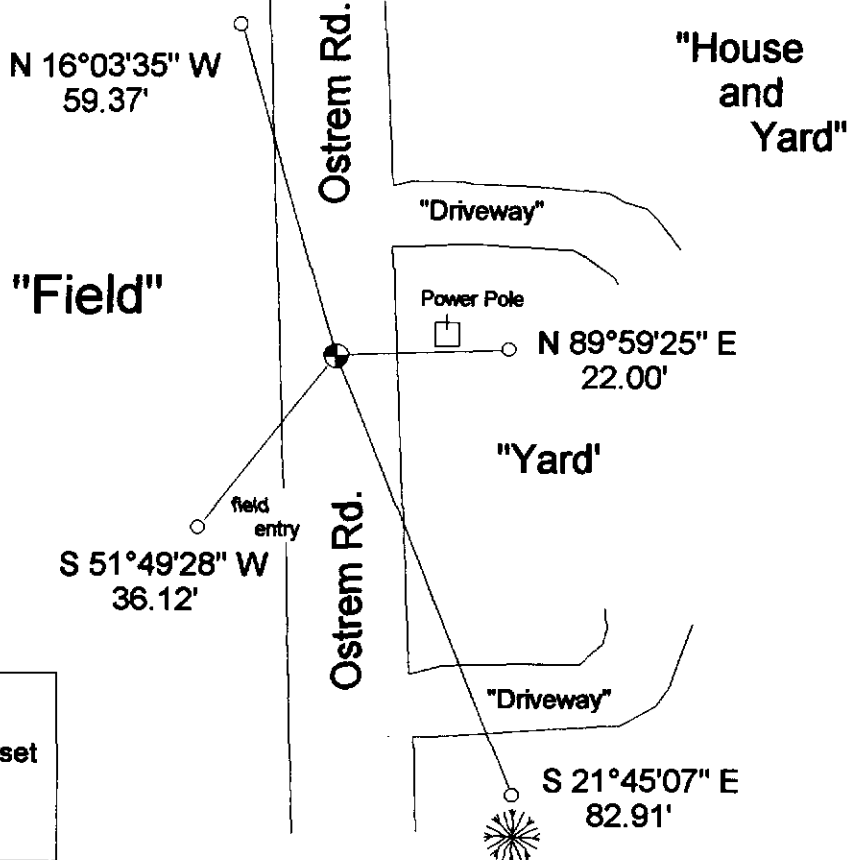 N 16°03'35" W
59.37'
Ostrem Rd.
"House
and
Yard"
"Driveway"
"Field"
Power Pole
N 89°59'25" E
22.00'
"Yard'
field
entry
S 51°49'28" W
36.12'
Ostrem Rd.
"Driveway"
set
S 21°45'07" E
82.91'